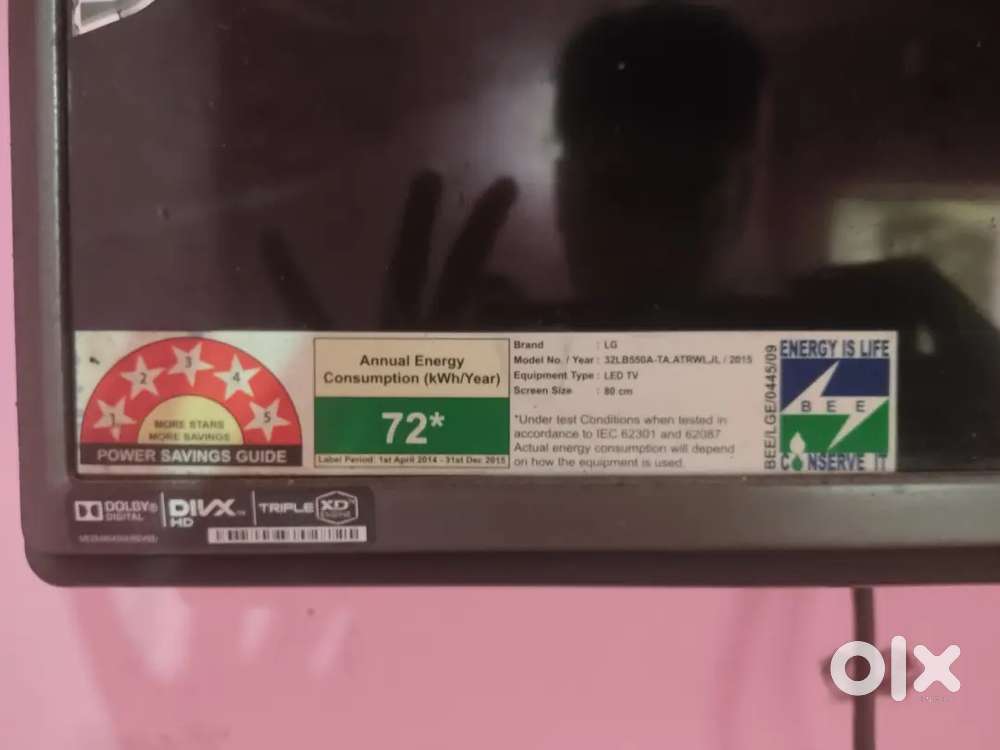 1
2
3
4
5
MORE STARS
MORE SAVINGS
POWER SAVINGS GUIDE
Annual Energy
Consumption (kWh/Year)
72*
Label Period: 1st April 2014 - 31st Dec 2015
Brand : LG
Model No. / Year : 32LB550A-TA.ATRWLJL / 2015
Equipment Type : LED TV
Screen Size : 80 cm
*Under test Conditions when tested in
accordance to IEC 62301 and 62087
Actual energy consumption will depend
on how the equipment is used.
BEE/LGE/0445/09
ENERGY IS LIFE
BEE
CONSERVE IT
DOLBY
DIGITAL
DIVX™
HD
TRIPLE XD™
ENGINE
olx